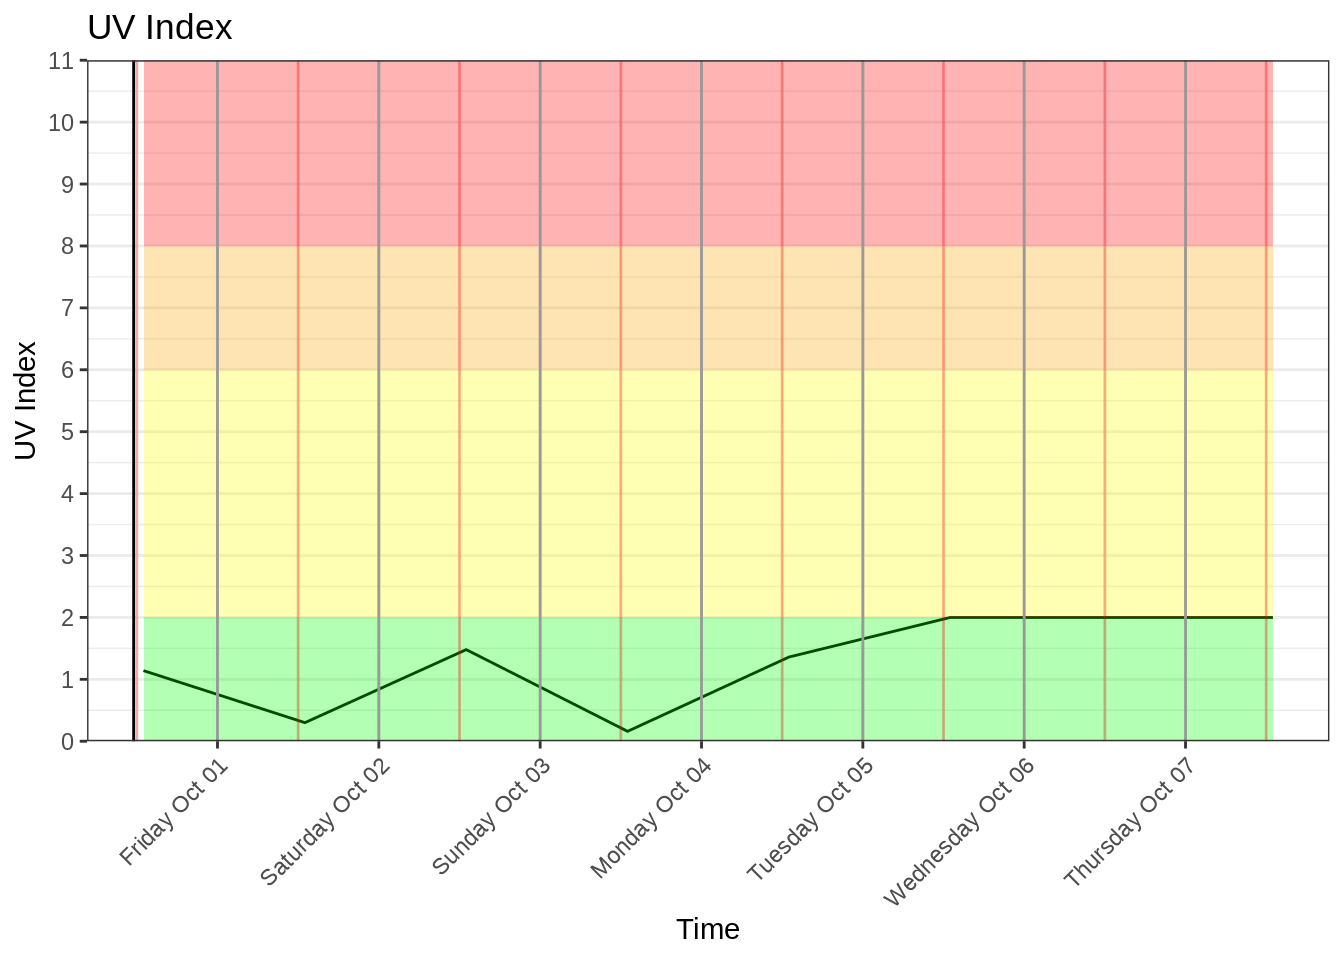 UV Index
11
10
9
8
7
6
5
4
3
2
1
0
UV Index
Friday Oct 01
Saturday Oct 02
Sunday Oct 03
Monday Oct 04
Tuesday Oct 05
Wednesday Oct 06
Thursday Oct 07
Time